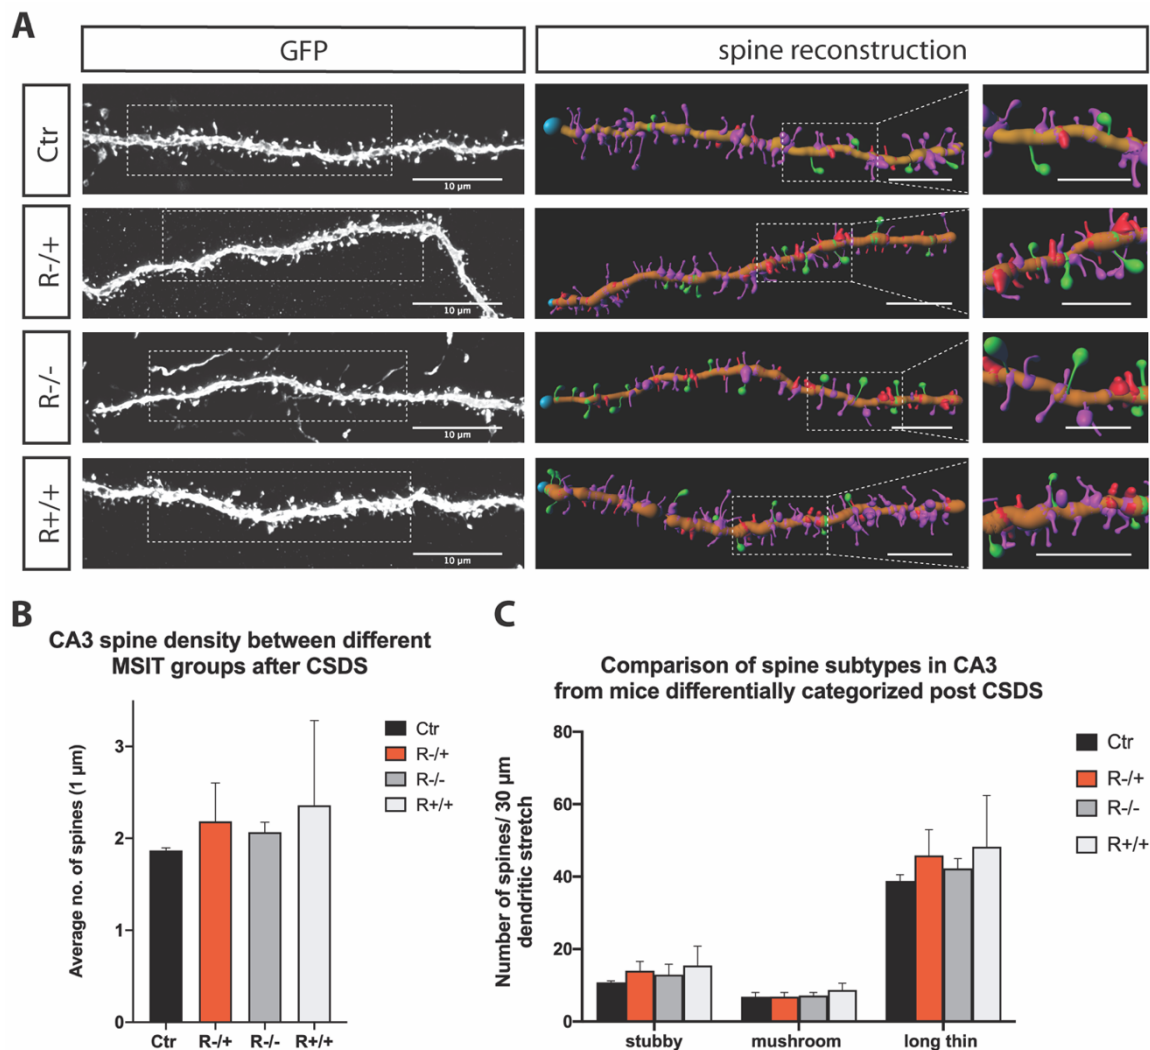 A
GFP
spine reconstruction
Ctr
10 µm
R-/+
10 µm
R-/-
10 µm
R+/+
10 µm
B
CA3 spine density between different
MSIT groups after CSDS
Average no. of spines (1 µm)
3
2
1
0
Ctr
R-/+
R-/-
R+/+
Ctr
R-/+
R-/-
R+/+
C
Comparison of spine subtypes in CA3
from mice differentially categorized post CSDS
Number of spines/ 30 µm
dendritic stretch
80
60
40
20
0
stubby
mushroom
long thin
Ctr
R-/+
R-/-
R+/+